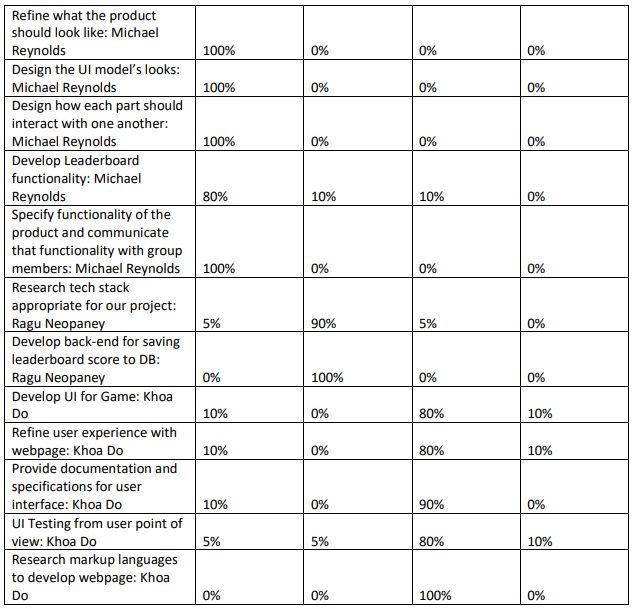 Refine what the product
should look like: Michael
Reynolds 100% 0% 0% 0%
Design the UI model’s looks:
Michael Reynolds 100% 0% 0% 0%
Design how each part should
interact with one another:
Michael Reynolds 100% 0% 0% 0%
Develop Leaderboard
functionality: Michael
Reynolds 80% 10% 10% 0%
Specify functionality of the
product and communicate
that functionality with group
members: Michael Reynolds 100% 0% 0% 0%
Research tech stack
appropriate for our project:
Ragu Neopaney 5% 90% 5% 0%
Develop back-end for saving
leaderboard score to DB:
Ragu Neopaney 0% 100% 0% 0%
Develop UI for Game: Khoa
Do 10% 0% 80% 10%
Refine user experience with
webpage: Khoa Do 10% 0% 80% 10%
Provide documentation and
specifications for user
interface: Khoa Do 10% 0% 90% 0%
UI Testing from user point of
view: Khoa Do 5% 5% 80% 10%
Research markup languages
to develop webpage: Khoa
Do 0% 0% 100% 0%